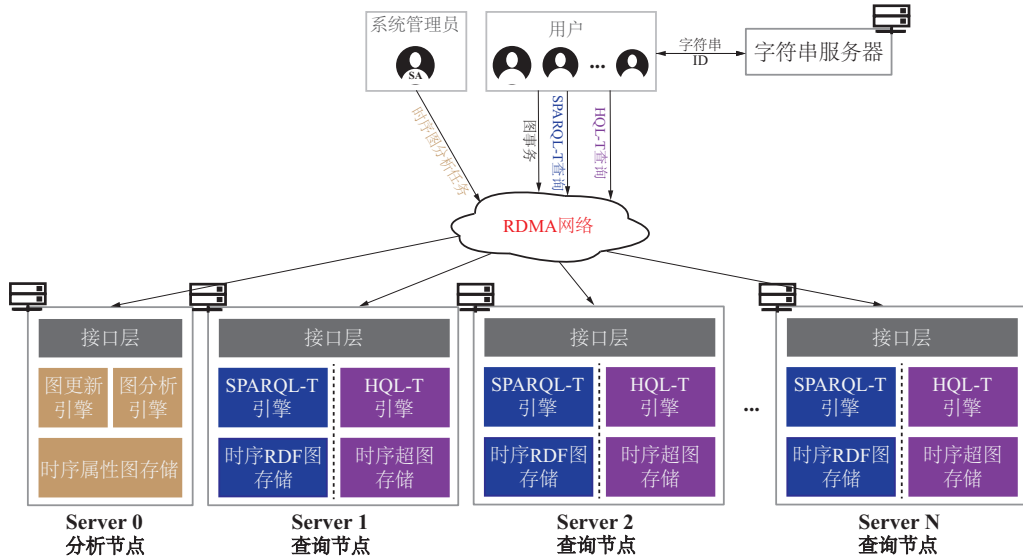 系统管理员
SA
用户
...
字符串
ID
字符串服务器
时序图分析任务
图事务
SPARQL-T查询
HQL-T查询
RDMA网络
接口层
图更新
引擎
图分析
引擎
时序属性图存储
Server 0
分析节点
接口层
SPARQL-T
引擎
HQL-T
引擎
时序RDF图
存储
时序超图
存储
Server 1
查询节点
接口层
SPARQL-T
引擎
HQL-T
引擎
时序RDF图
存储
时序超图
存储
Server 2
查询节点
...
接口层
SPARQL-T
引擎
HQL-T
引擎
时序RDF图
存储
时序超图
存储
Server N
查询节点